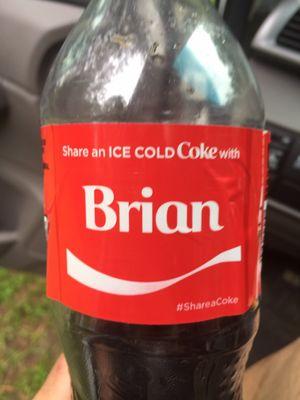 Share an ICE COLD Coke with
Brian
#ShareaCoke